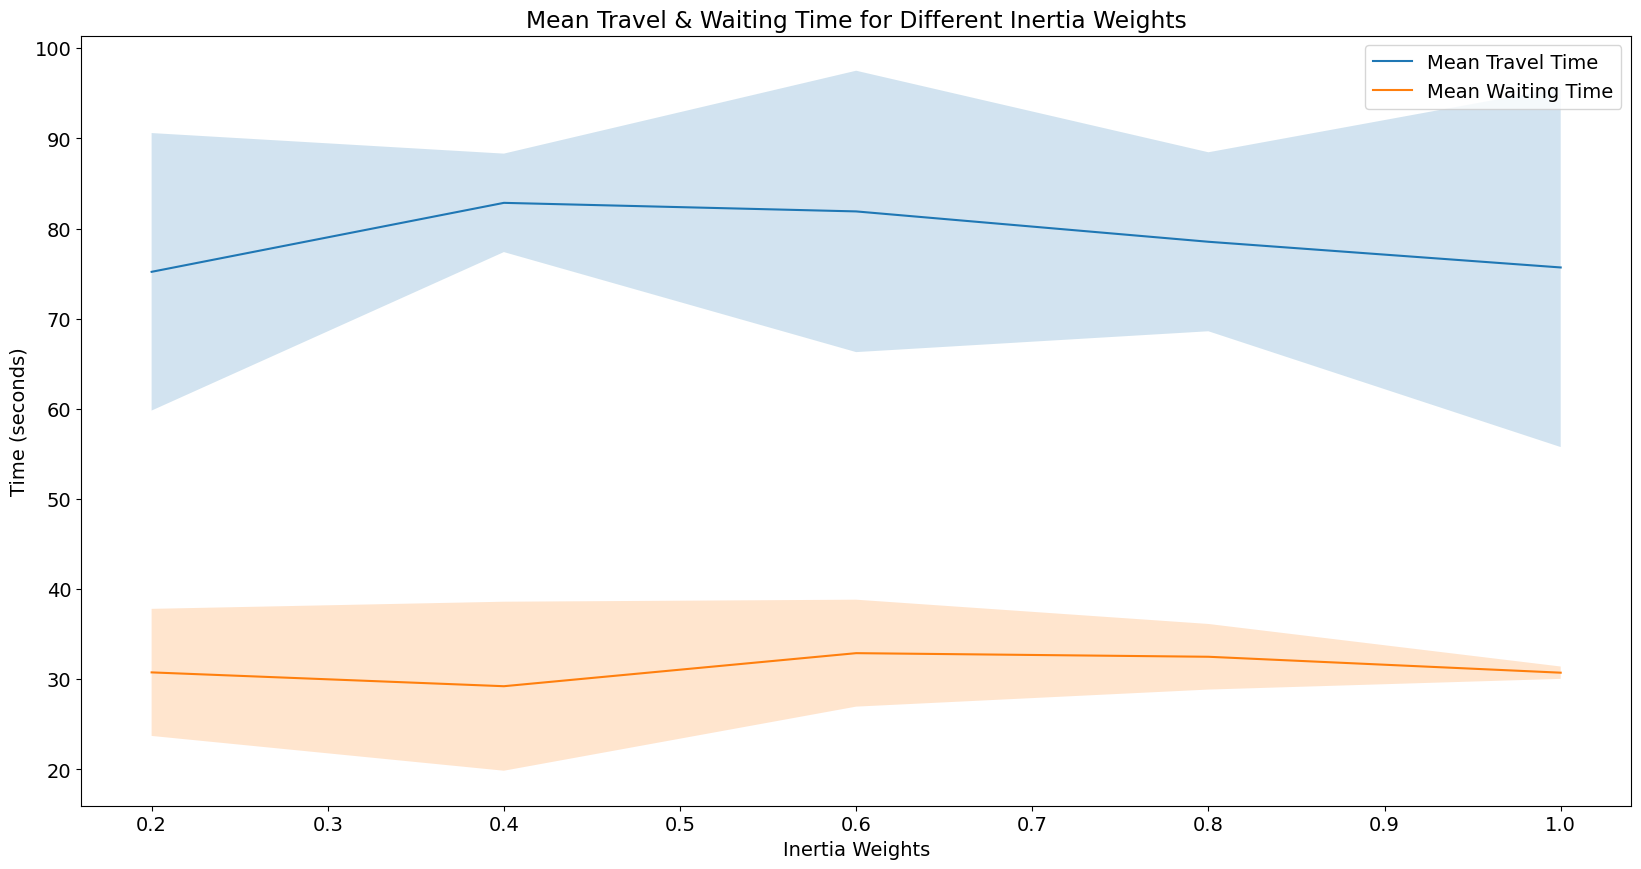 Mean Travel & Waiting Time for Different Inertia Weights
Mean Travel Time
Mean Waiting Time
Time (seconds)
100
90
80
70
60
50
40
30
20
0.2 0.3 0.4 0.5 0.6 0.7 0.8 0.9 1.0
Inertia Weights